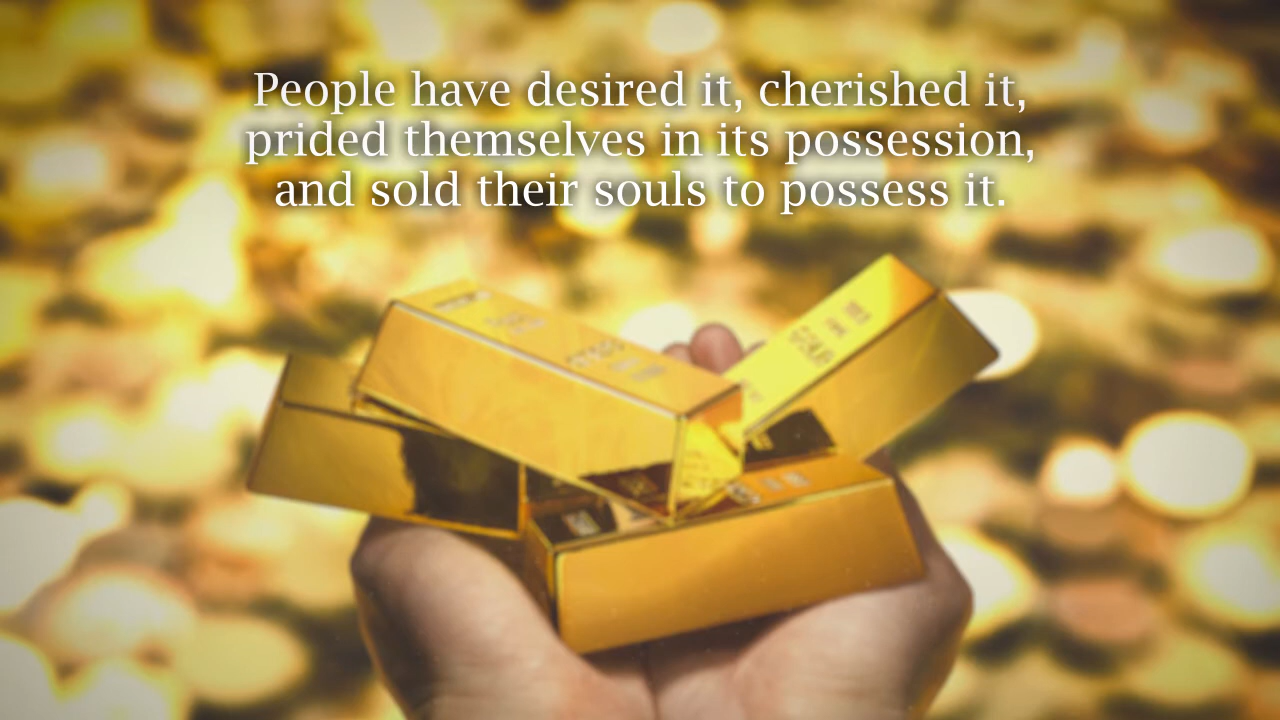 People have desired it, cherished it,
prided themselves in its possession,
and sold their souls to possess it.